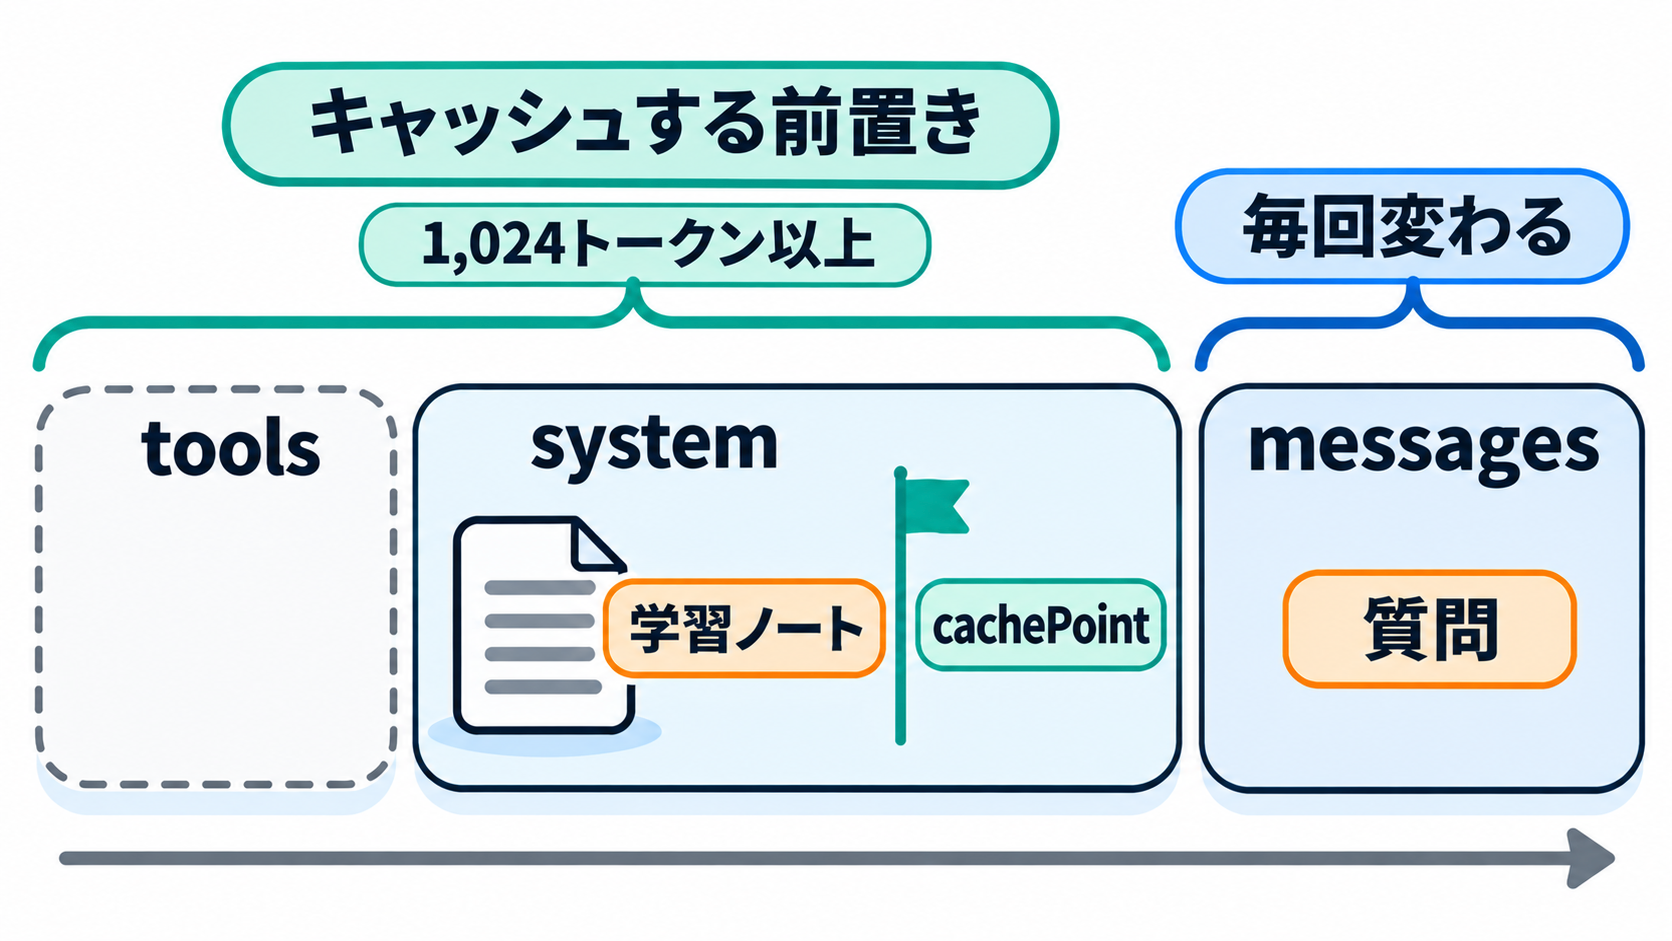 キャッシュする前置き
1,024トークン以上
毎回変わる
tools
system
messages
学習ノート
cachePoint
質問